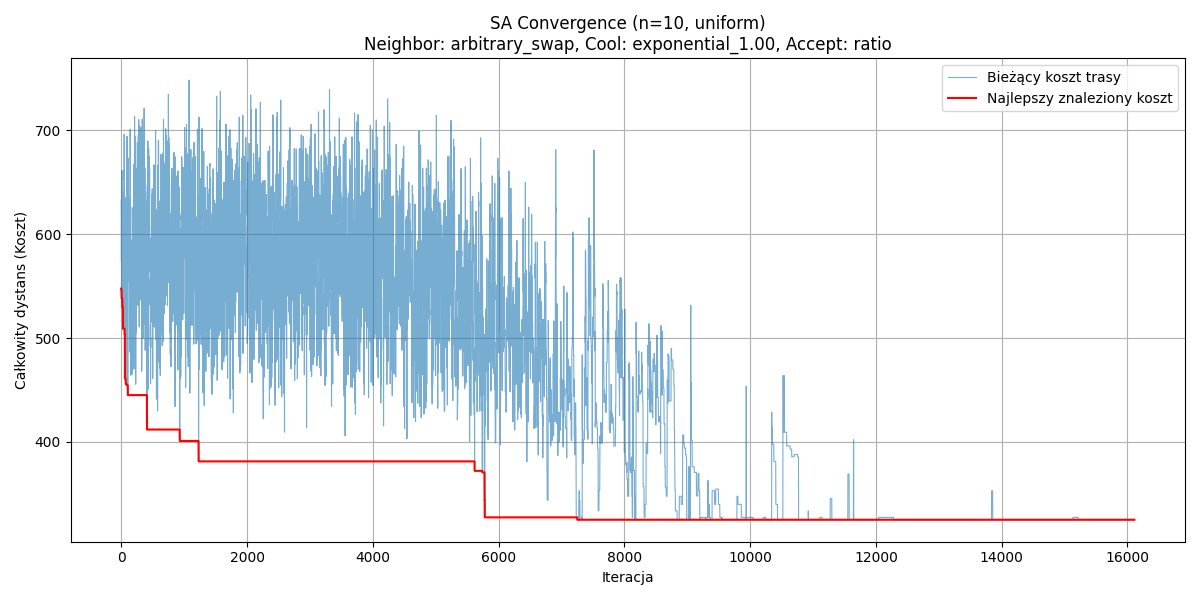 SA Convergence (n=10, uniform)
Neighbor: arbitrary_swap, Cool: exponential_1.00, Accept: ratio
Bieżący koszt trasy
Najlepszy znaleziony koszt
Całkowity dystans (Koszt)
700
600
500
400
0 2000 4000 6000 8000 10000 12000 14000 16000
Iteracja